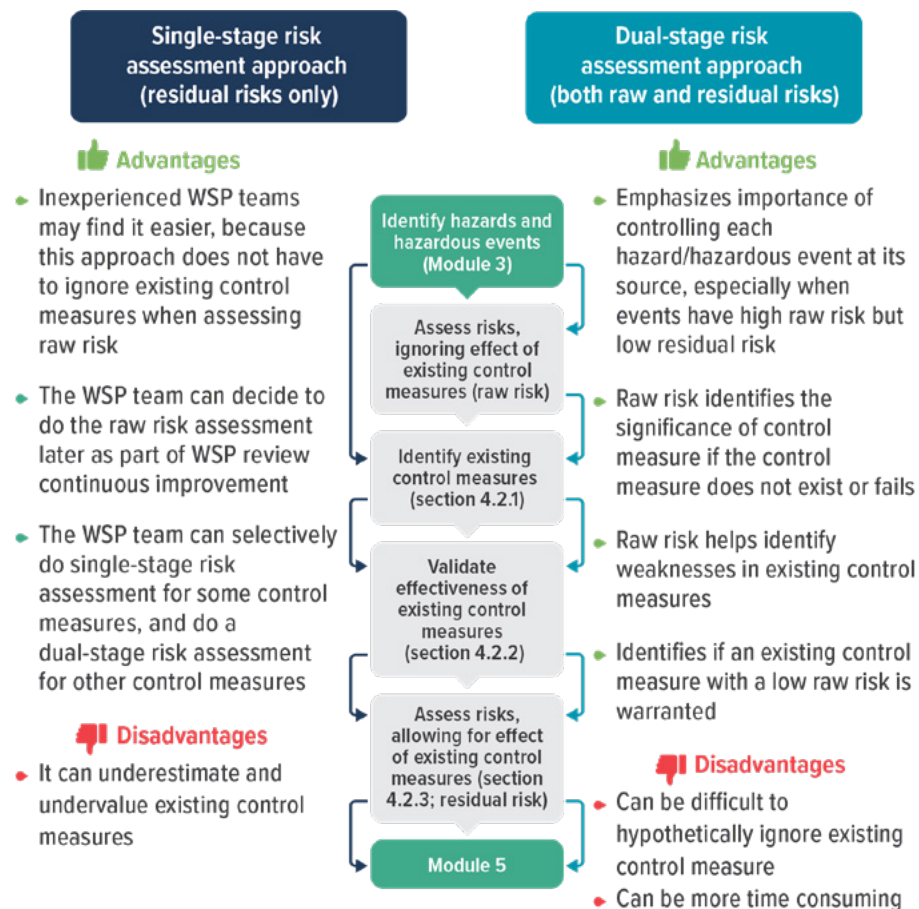 Single-stage risk
assessment approach
(residual risks only)
Dual-stage risk
assessment approach
(both raw and residual risks)
Advantages
Inexperienced WSP teams
may find it easier, because
this approach does not have
to ignore existing control
measures when assessing
raw risk
The WSP team can decide to
do the raw risk assessment
later as part of WSP review
continuous improvement
The WSP team can selectively
do single-stage risk
assessment for some control
measures, and do a
dual-stage risk assessment
for other control measures
Disadvantages
It can underestimate and
undervalue existing control
measures
Identify hazards and
hazardous events
(Module 3)
Assess risks,
ignoring effect of
existing control
measures (raw risk)
Identify existing
control measures
(section 4.2.1)
Validate
effectiveness of
existing control
measures
(section 4.2.2)
Assess risks,
allowing for effect
of existing control
measures (section
4.2.3; residual risk)
Module 5
Advantages
Emphasizes importance of
controlling each
hazard/hazardous event at its
source, especially when
events have high raw risk but
low residual risk
Raw risk identifies the
significance of control
measure if the control
measure does not exist or fails
Raw risk helps identify
weaknesses in existing control
measures
Identifies if an existing control
measure with a low raw risk is
warranted
Disadvantages
Can be difficult to
hypothetically ignore existing
control measure
Can be more time consuming